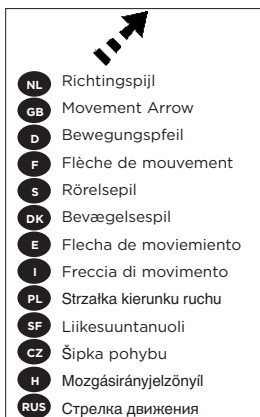 NL Richtingspijl
GB Movement Arrow
D Bewegungspfeil
F Flèche de mouvement
S Rörelsepil
DK Bevægelsespil
E Flecha de moviemiento
I Freccia di movimento
PL Strzałka kierunku ruchu
SF Liikesuuntanuoli
CZ Šipka pohybu
H Mozgásirányjelzönyíl
RUS Стрелка движения